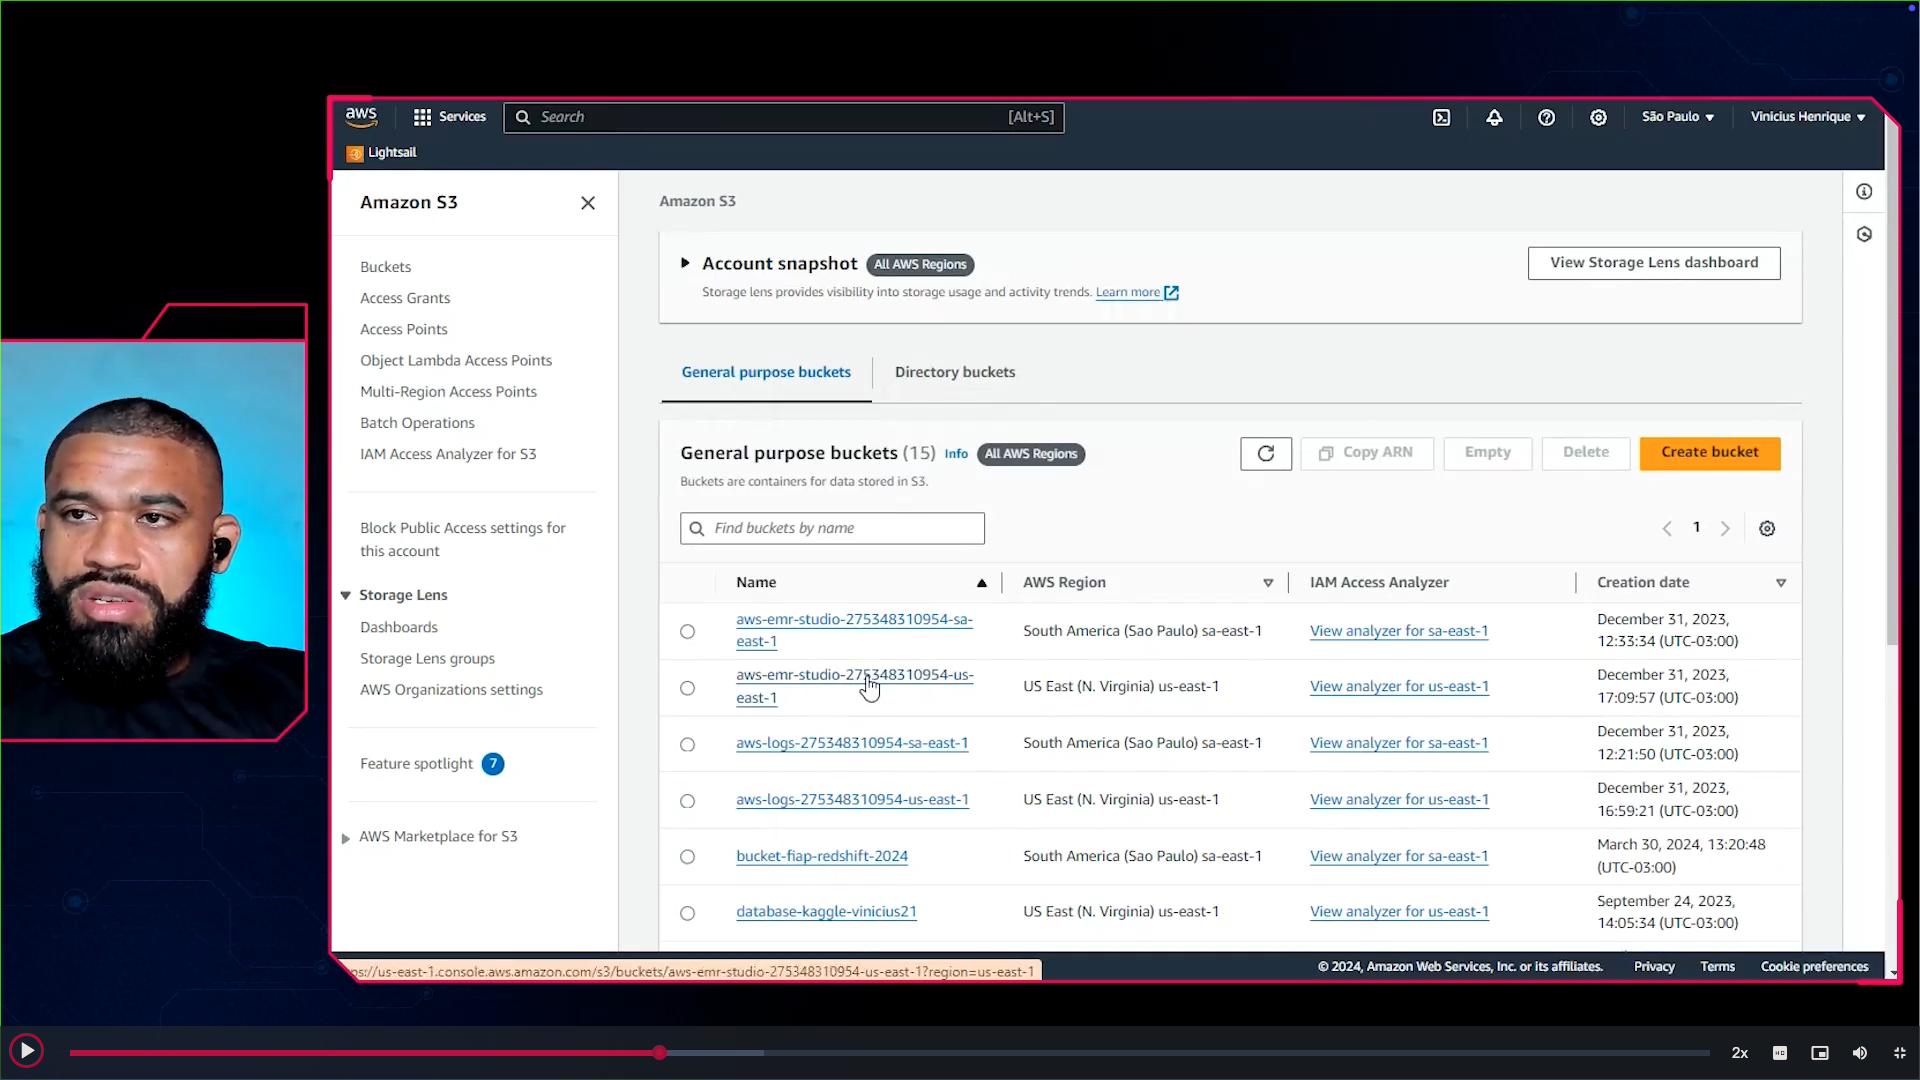 aws
Services
Search
[Alt+S]
São Paulo
Vinicius Henrique
Lightsail
Amazon S3
Buckets
Access Grants
Access Points
Object Lambda Access Points
Multi-Region Access Points
Batch Operations
IAM Access Analyzer for S3
Block Public Access settings for
this account
Storage Lens
Dashboards
Storage Lens groups
AWS Organizations settings
Feature spotlight 7
AWS Marketplace for S3
Amazon S3
Account snapshot All AWS Regions
View Storage Lens dashboard
Storage lens provides visibility into storage usage and activity trends. Learn more
General purpose buckets
Directory buckets
General purpose buckets (15) Info All AWS Regions
Copy ARN
Empty
Delete
Create bucket
Buckets are containers for data stored in S3.
Find buckets by name
1
Name
AWS Region
IAM Access Analyzer
Creation date
aws-emr-studio-275348310954-sa-
east-1
South America (Sao Paulo) sa-east-1
View analyzer for sa-east-1
December 31, 2023,
12:33:34 (UTC-03:00)
aws-emr-studio-275348310954-us-
east-1
US East (N. Virginia) us-east-1
View analyzer for us-east-1
December 31, 2023,
17:09:57 (UTC-03:00)
aws-logs-275348310954-sa-east-1
South America (Sao Paulo) sa-east-1
View analyzer for sa-east-1
December 31, 2023,
12:21:50 (UTC-03:00)
aws-logs-275348310954-us-east-1
US East (N. Virginia) us-east-1
View analyzer for us-east-1
December 31, 2023,
16:59:21 (UTC-03:00)
bucket-fiap-redshift-2024
South America (Sao Paulo) sa-east-1
View analyzer for sa-east-1
March 30, 2024, 13:20:48
(UTC-03:00)
database-kaggle-vinicius21
US East (N. Virginia) us-east-1
View analyzer for us-east-1
September 24, 2023,
14:05:34 (UTC-03:00)
ps://us-east-1.console.aws.amazon.com/s3/buckets/aws-emr-studio-275348310954-us-east-1?region=us-east-1
© 2024, Amazon Web Services, Inc. or its affiliates.
Privacy
Terms
Cookie preferences
2x